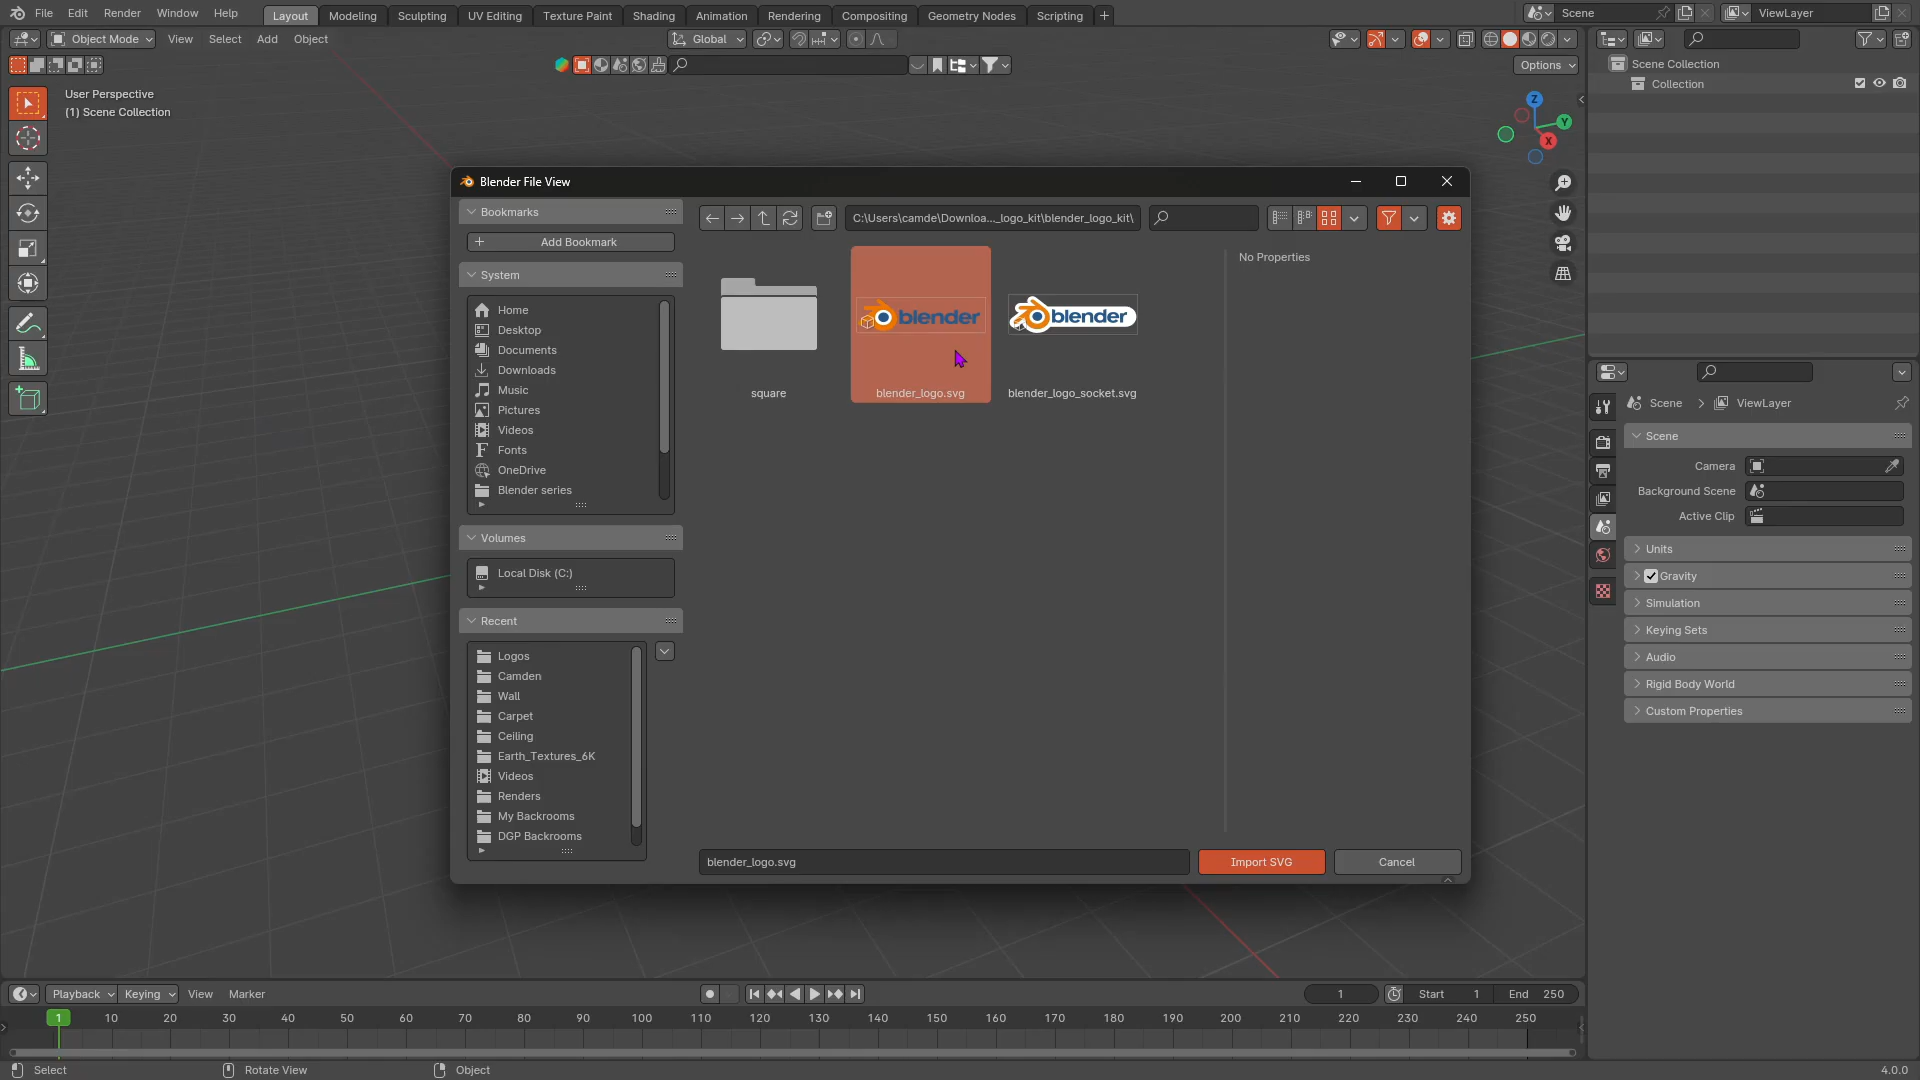 File Edit Render Window Help Layout Modeling Sculpting UV Editing Texture Paint Shading Animation Rendering Compositing Geometry Nodes Scripting + Scene ViewLayer
Object Mode View Select Add Object Global
Options
User Perspective
(1) Scene Collection
Z
Y
X
Scene Collection
Collection
Blender File View
Bookmarks
Add Bookmark
System
Home
Desktop
Documents
Downloads
Music
Pictures
Videos
Fonts
OneDrive
Blender series
Volumes
Local Disk (C:)
Recent
Logos
Camden
Wall
Carpet
Ceiling
Earth_Textures_6K
Videos
Renders
My Backrooms
DGP Backrooms
C:\Users\camde\Downloa..._logo_kit\blender_logo_kit\
No Properties
blender
blender
square
blender_logo.svg
blender_logo_socket.svg
blender_logo.svg
Import SVG
Cancel
Scene > ViewLayer
Scene
Camera
Background Scene
Active Clip
Units
Gravity
Simulation
Keying Sets
Audio
Rigid Body World
Custom Properties
Playback Keying View Marker 1 Start 1 End 250
1 10 20 30 40 50 60 70 80 90 100 110 120 130 140 150 160 170 180 190 200 210 220 230 240 250
Select Rotate View Object 4.0.0